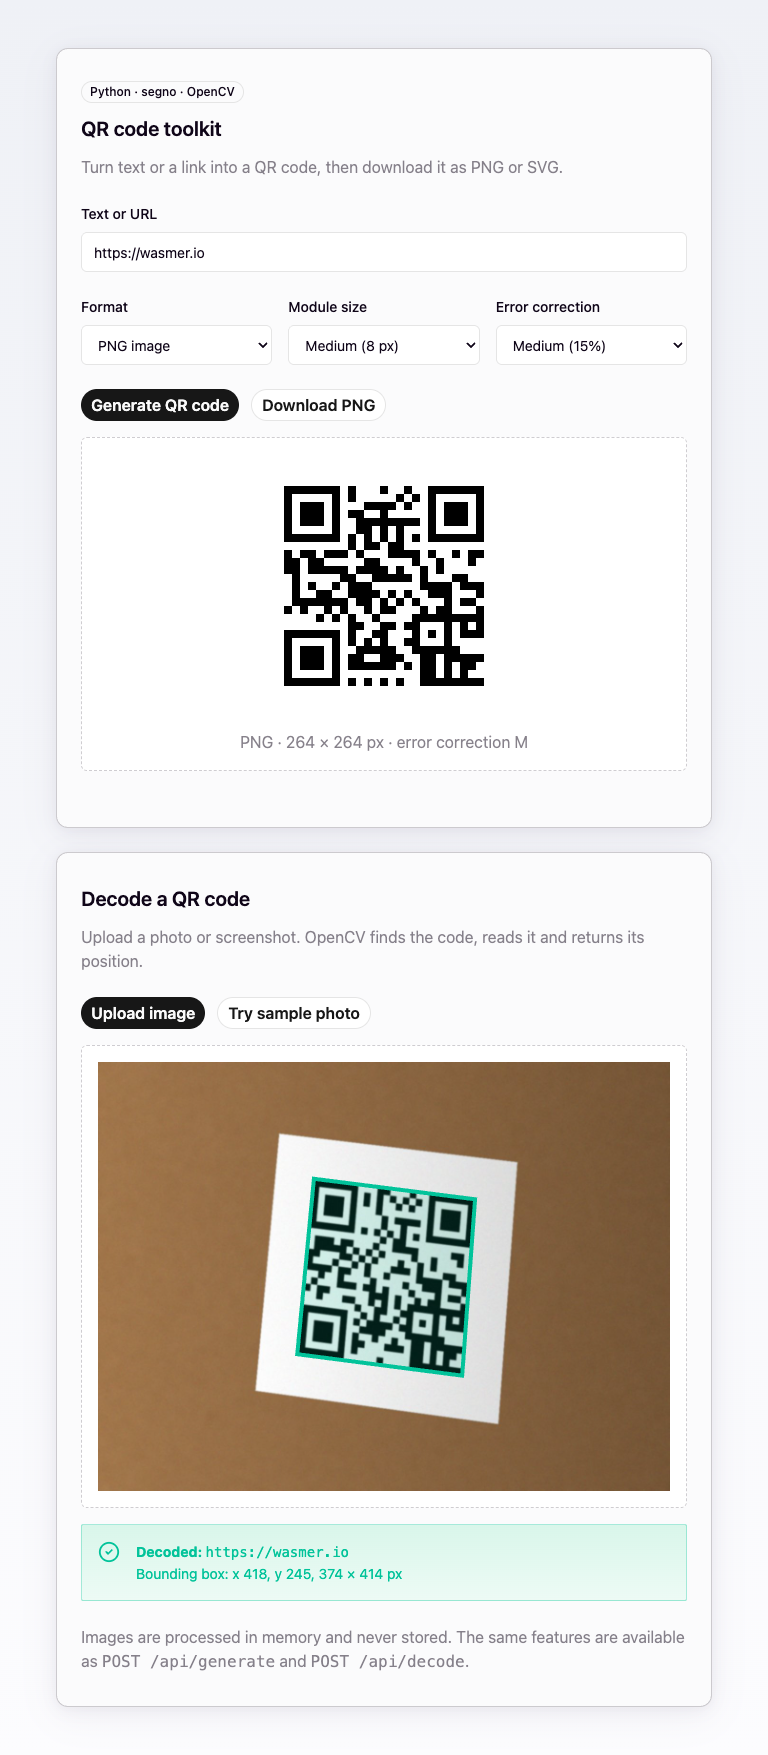 Python · segno · OpenCV
QR code toolkit
Turn text or a link into a QR code, then download it as PNG or SVG.
Text or URL
https://wasmer.io
Format
Module size
Error correction
PNG image
Medium (8 px)
Medium (15%)
Generate QR code
Download PNG
PNG · 264 × 264 px · error correction M
Decode a QR code
Upload a photo or screenshot. OpenCV finds the code, reads it and returns its
position.
Upload image
Try sample photo
Decoded: https://wasmer.io
Bounding box: x 418, y 245, 374 × 414 px
Images are processed in memory and never stored. The same features are available
as POST /api/generate and POST /api/decode.